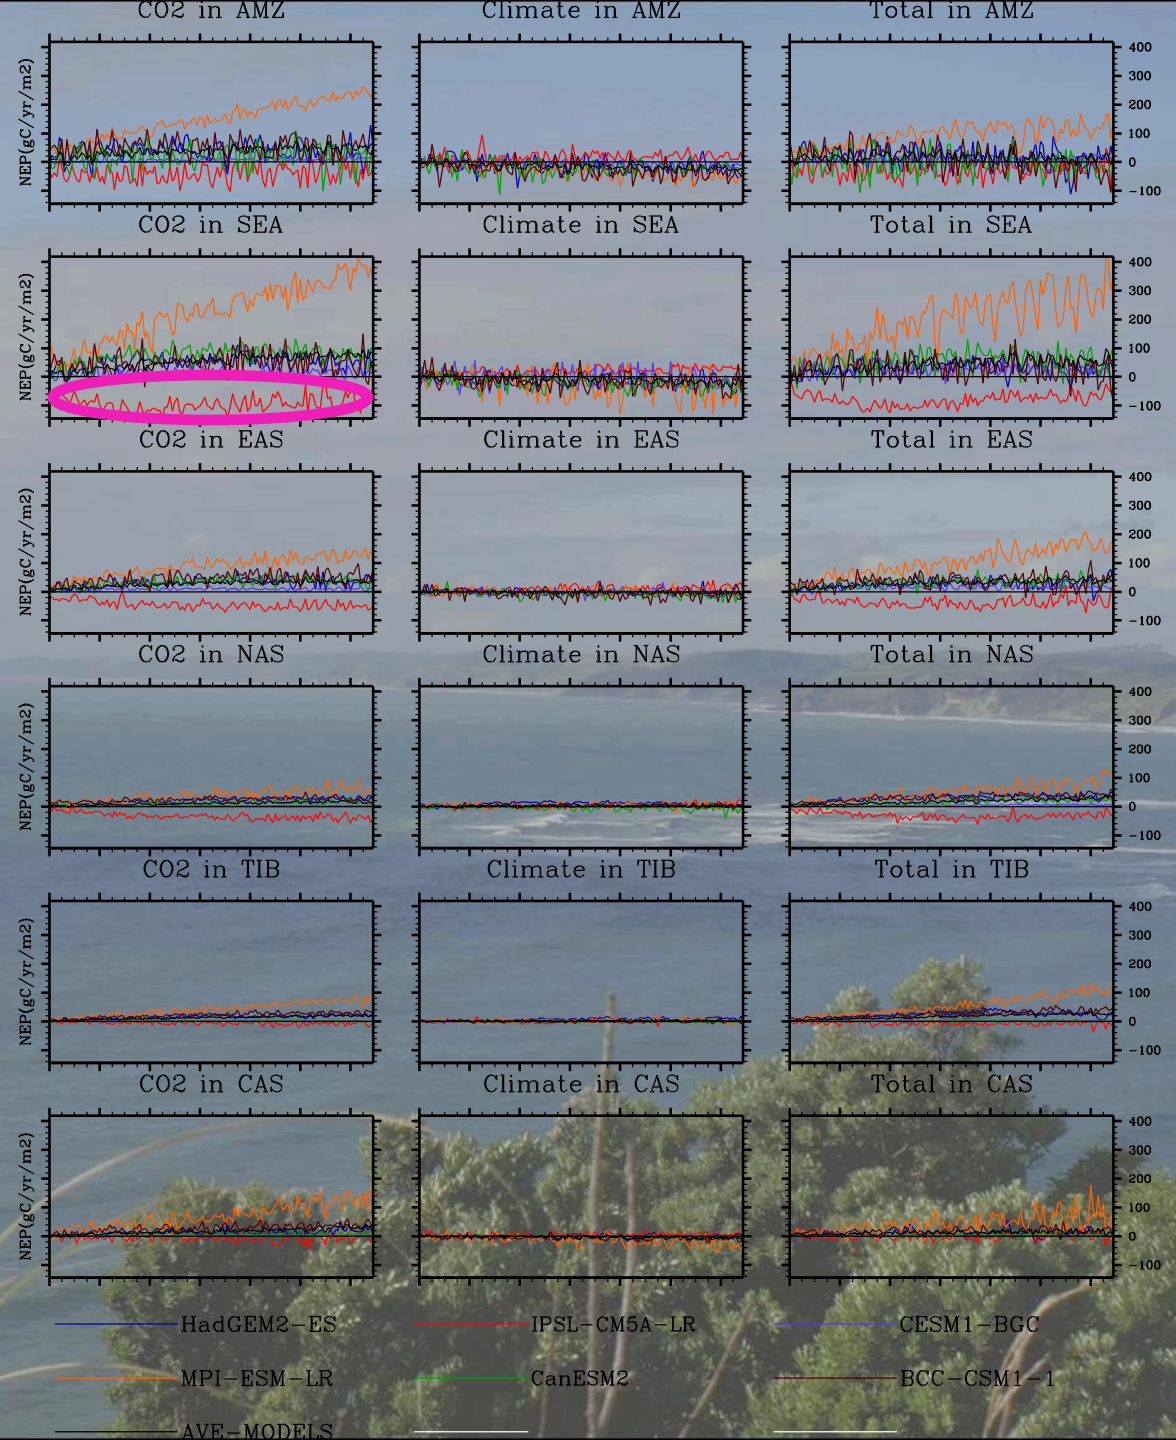 CO2 in AMZ Climate in AMZ Total in AMZ
NEP(gC/yr/m2) 400
300
200
100
0
-100
CO2 in SEA Climate in SEA Total in SEA
NEP(gC/yr/m2) 400
300
200
100
0
-100
CO2 in EAS Climate in EAS Total in EAS
NEP(gC/yr/m2) 400
300
200
100
0
-100
CO2 in NAS Climate in NAS Total in NAS
NEP(gC/yr/m2) 400
300
200
100
0
-100
CO2 in TIB Climate in TIB Total in TIB
NEP(gC/yr/m2) 400
300
200
100
0
-100
CO2 in CAS Climate in CAS Total in CAS
NEP(gC/yr/m2) 400
300
200
100
0
-100
HadGEM2-ES IPSL-CM5A-LR CESM1-BGC
MPI-ESM-LR CanESM2 BCC-CSM1-1
AVE-MODELS